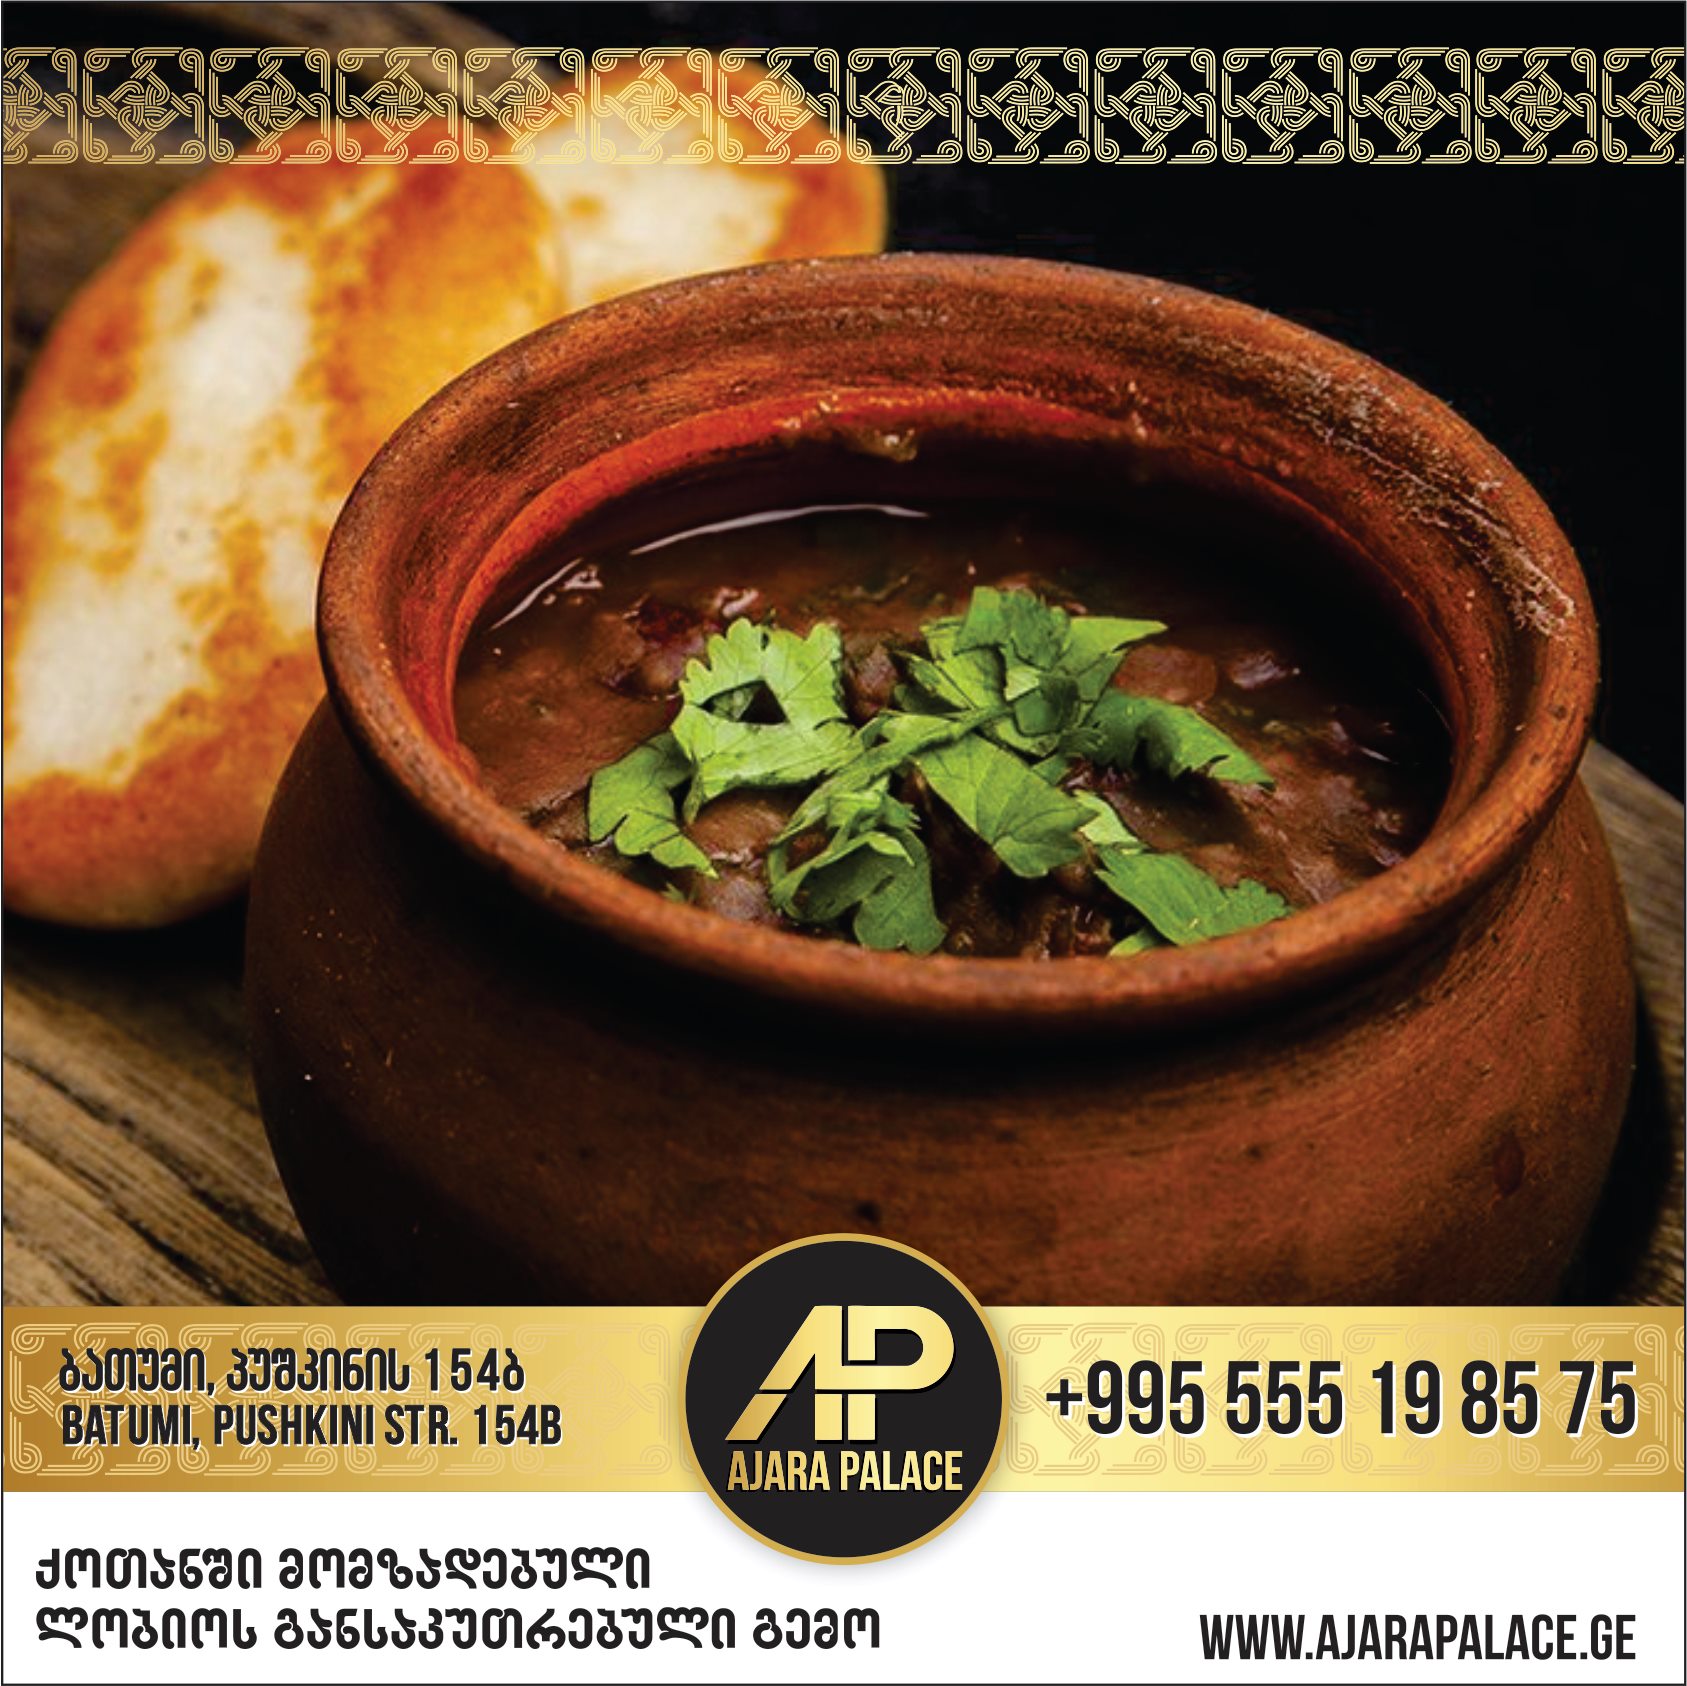 ბათუმი, პუშკინის 154ბ
BATUMI, PUSHKINI STR. 154B
AP
AJARA PALACE
+995 555 19 85 75
ქოთანში მომზადებული
ლობიოს განსაკუთრებული გემო
WWW.AJARAPALACE.GE